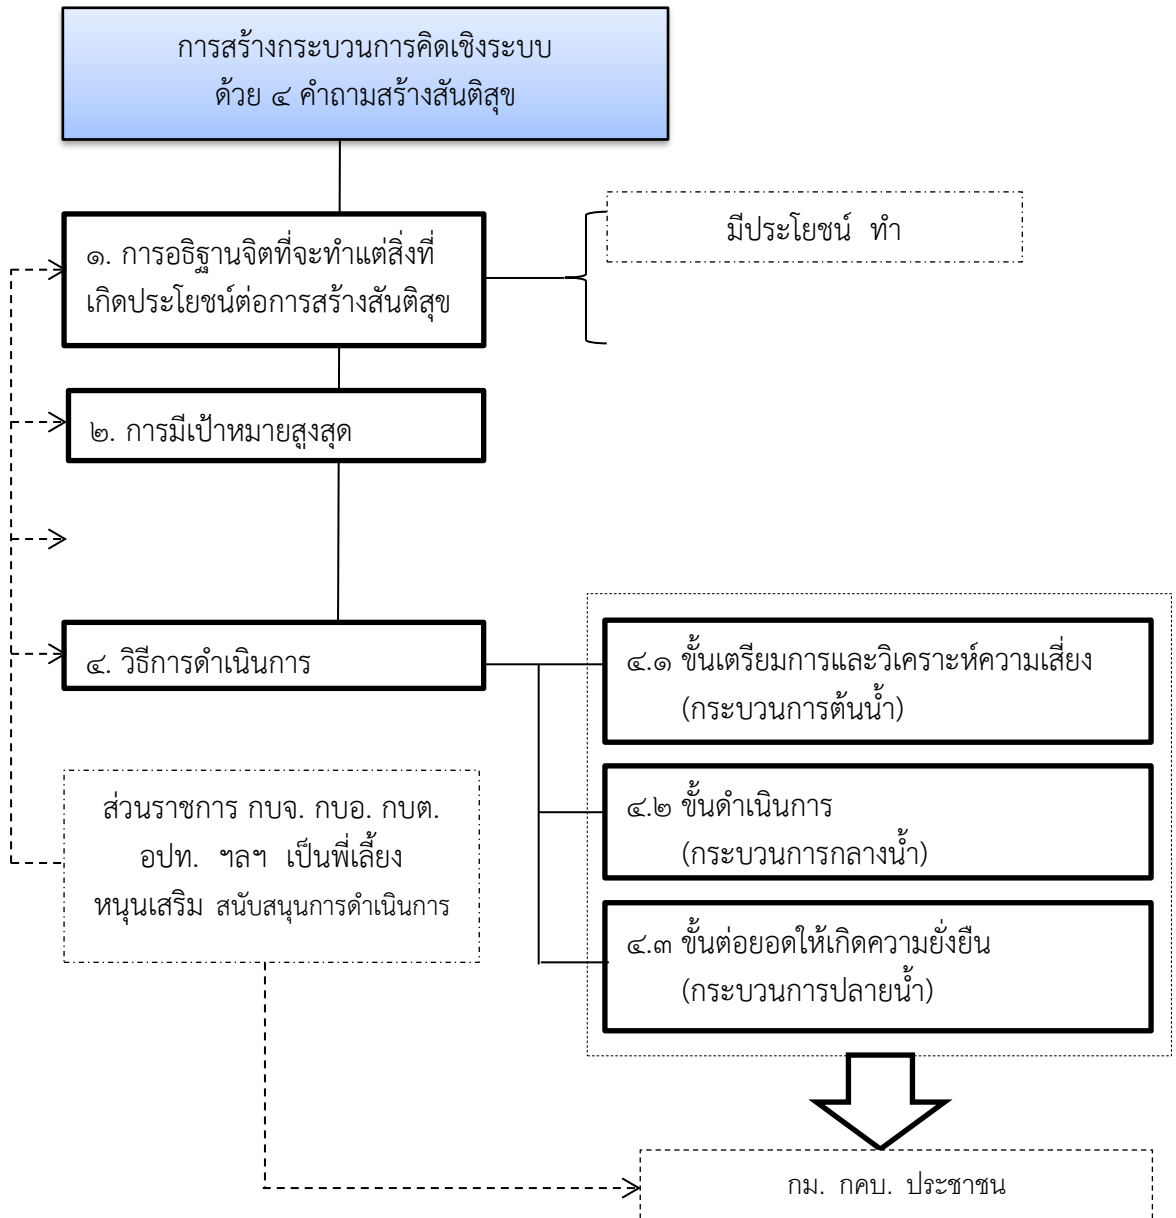 การสร้างกระบวนการคิดเชิงระบบ
ด้วย ๔ คำถามสร้างสันติสุข
๑. การอธิฐานจิตที่จะทำแต่สิ่งที่
เกิดประโยชน์ต่อการสร้างสันติสุข
มีประโยชน์ ทำ
๒. การมีเป้าหมายสูงสุด
๔. วิธีการดำเนินการ
๔.๑ ขั้นเตรียมการและวิเคราะห์ความเสี่ยง
(กระบวนการต้นน้ำ)
๔.๒ ขั้นดำเนินการ
(กระบวนการกลางน้ำ)
๔.๓ ขั้นต่อยอดให้เกิดความยั่งยืน
(กระบวนการปลายน้ำ)
ส่วนราชการ กบจ. กบอ. กบต.
อปท. ฯลฯ เป็นพี่เลี้ยง
หนุนเสริม สนับสนุนการดำเนินการ
กม. กคบ. ประชาชน